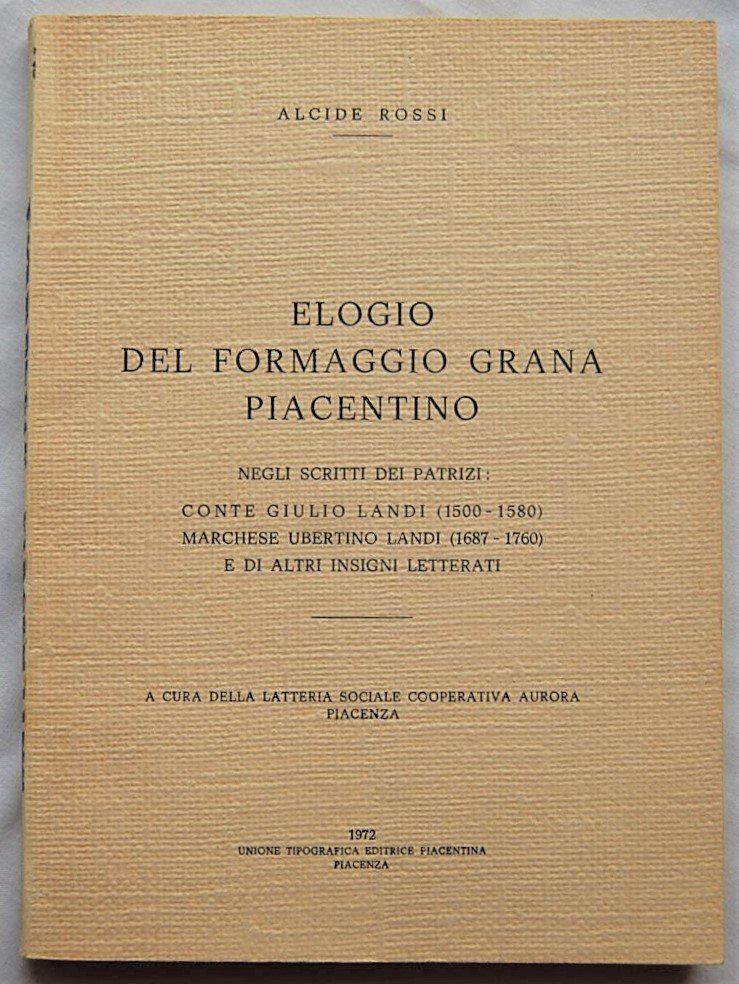 ALCIDE ROSSI
ELOGIO
DEL FORMAGGIO GRANA
PIACENTINO
NEGLI SCRITTI DEI PATRIZI:
CONTE GIULIO LANDI (1500-1580)
MARCHESE UBERTINO LANDI (1687-1760)
E DI ALTRI INSIGNI LETTERATI
A CURA DELLA LATTERIA SOCIALE COOPERATIVA AURORA
PIACENZA
1972
UNIONE TIPOGRAFICA EDITRICE PIACENTINA
PIACENZA